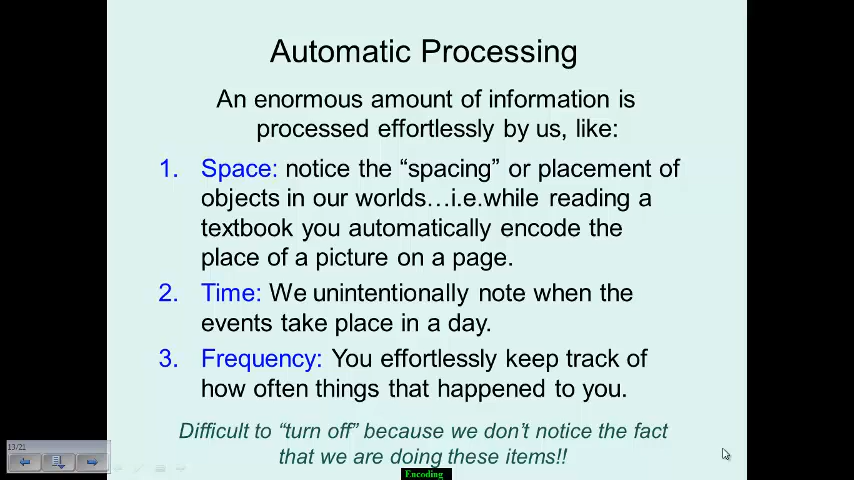 Automatic Processing
An enormous amount of information is
processed effortlessly by us, like:
1. Space: notice the “spacing” or placement of
objects in our worlds…i.e.while reading a
textbook you automatically encode the
place of a picture on a page.
2. Time: We unintentionally note when the
events take place in a day.
3. Frequency: You effortlessly keep track of
how often things that happened to you.
Difficult to “turn off” because we don’t notice the fact
that we are doing these items!!
13/21
Encoding